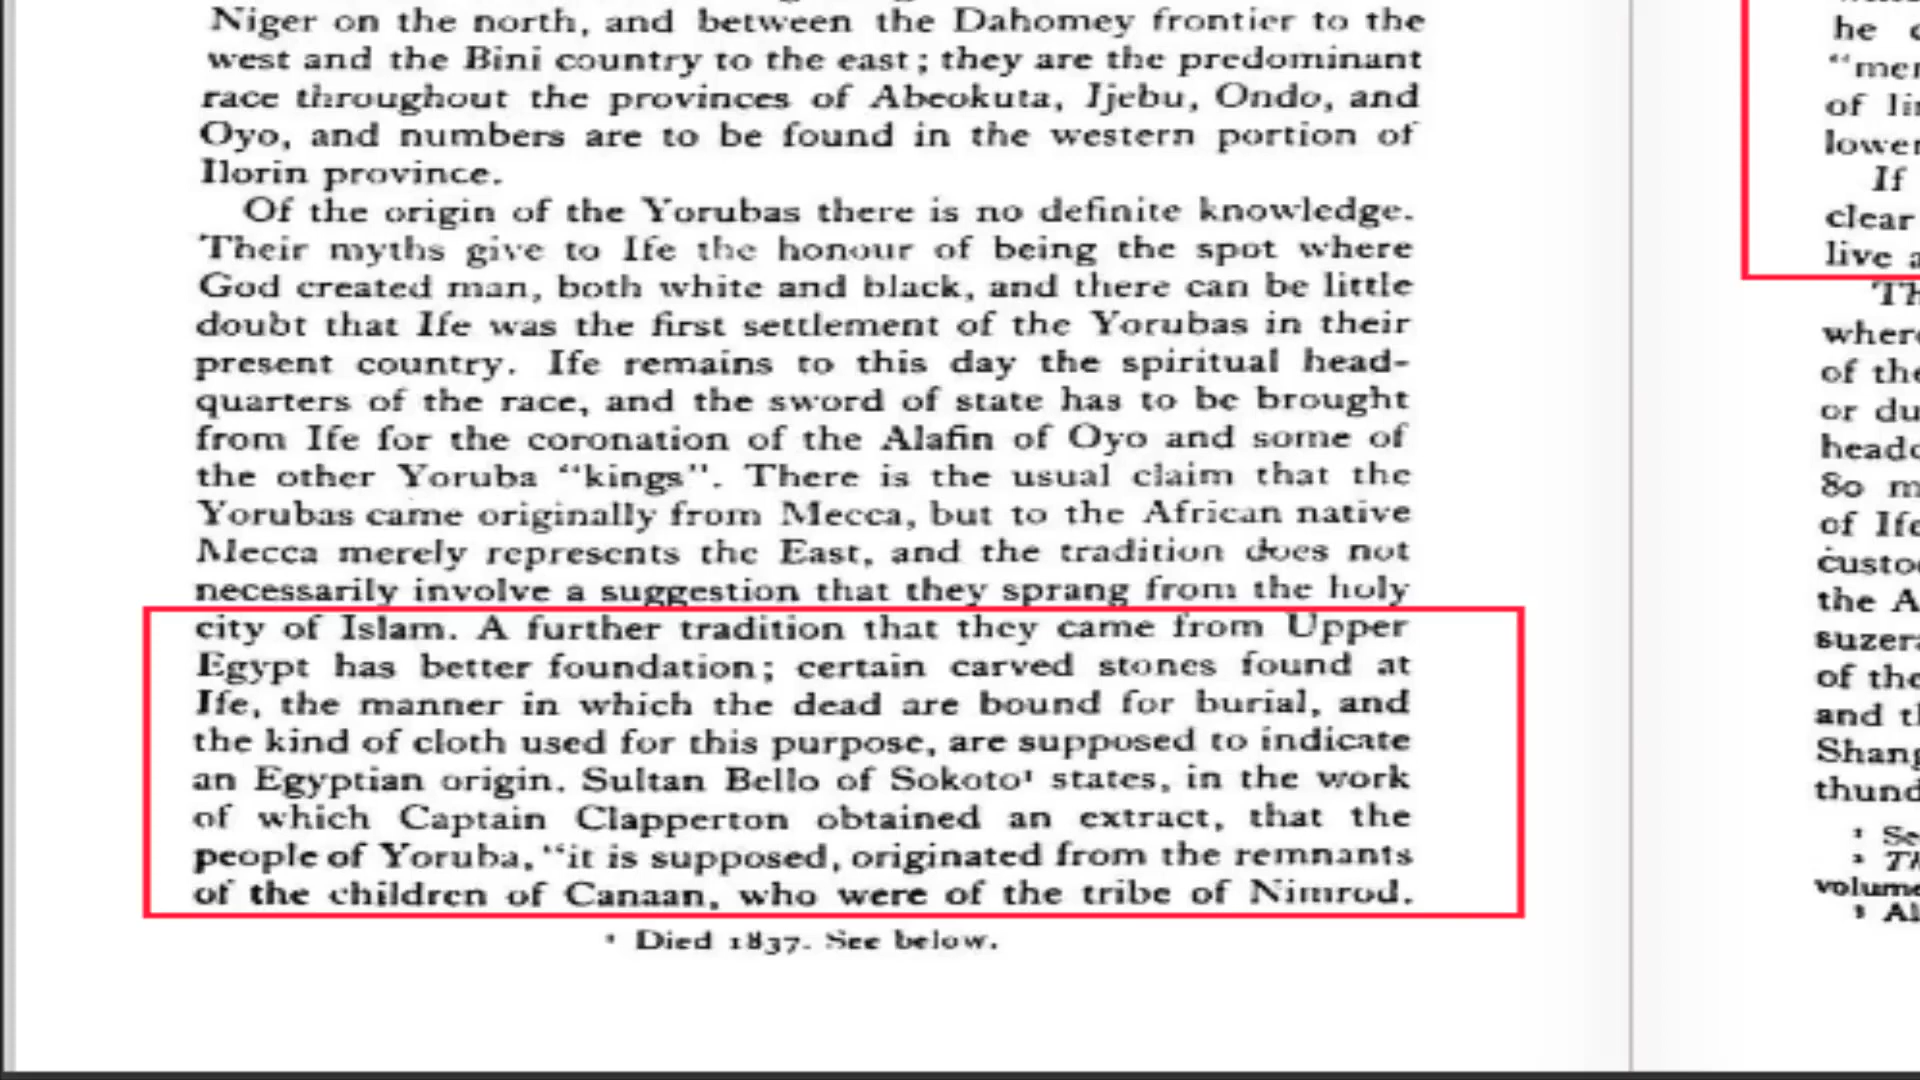 Niger on the north, and between the Dahomey frontier to the
west and the Bini country to the east; they are the predominant
race throughout the provinces of Abeokuta, Ijebu, Ondo, and
Oyo, and numbers are to be found in the western portion of
Ilorin province.
Of the origin of the Yorubas there is no definite knowledge.
Their myths give to Ife the honour of being the spot where
God created man, both white and black, and there can be little
doubt that Ife was the first settlement of the Yorubas in their
present country. Ife remains to this day the spiritual head-
quarters of the race, and the sword of state has to be brought
from Ife for the coronation of the Alafin of Oyo and some of
the other Yoruba “kings”. There is the usual claim that the
Yorubas came originally from Mecca, but to the African native
Mecca merely represents the East, and the tradition does not
necessarily involve a suggestion that they sprang from the holy
city of Islam. A further tradition that they came from Upper
Egypt has better foundation; certain carved stones found at
Ife, the manner in which the dead are bound for burial, and
the kind of cloth used for this purpose, are supposed to indicate
an Egyptian origin. Sultan Bello of Sokoto¹ states, in the work
of which Captain Clapperton obtained an extract, that the
people of Yoruba, “it is supposed, originated from the remnants
of the children of Canaan, who were of the tribe of Nimrod.
¹ Died 1837. See below.
he
of
lower
If
clear
live
where
of the
or
So
of Ife
the
of the
and